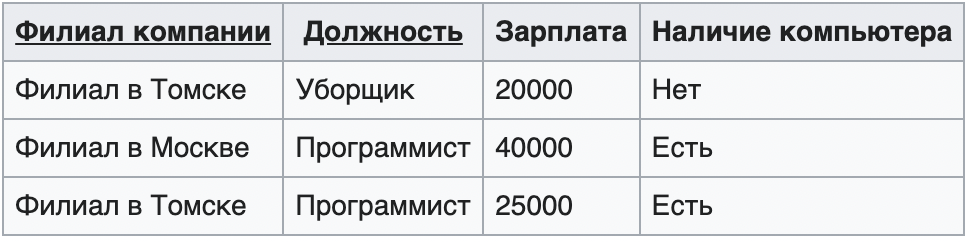 Филиал компании Должность Зарплата Наличие компьютера
Филиал в Томске Уборщик 20000 Нет
Филиал в Москве Программист 40000 Есть
Филиал в Томске Программист 25000 Есть